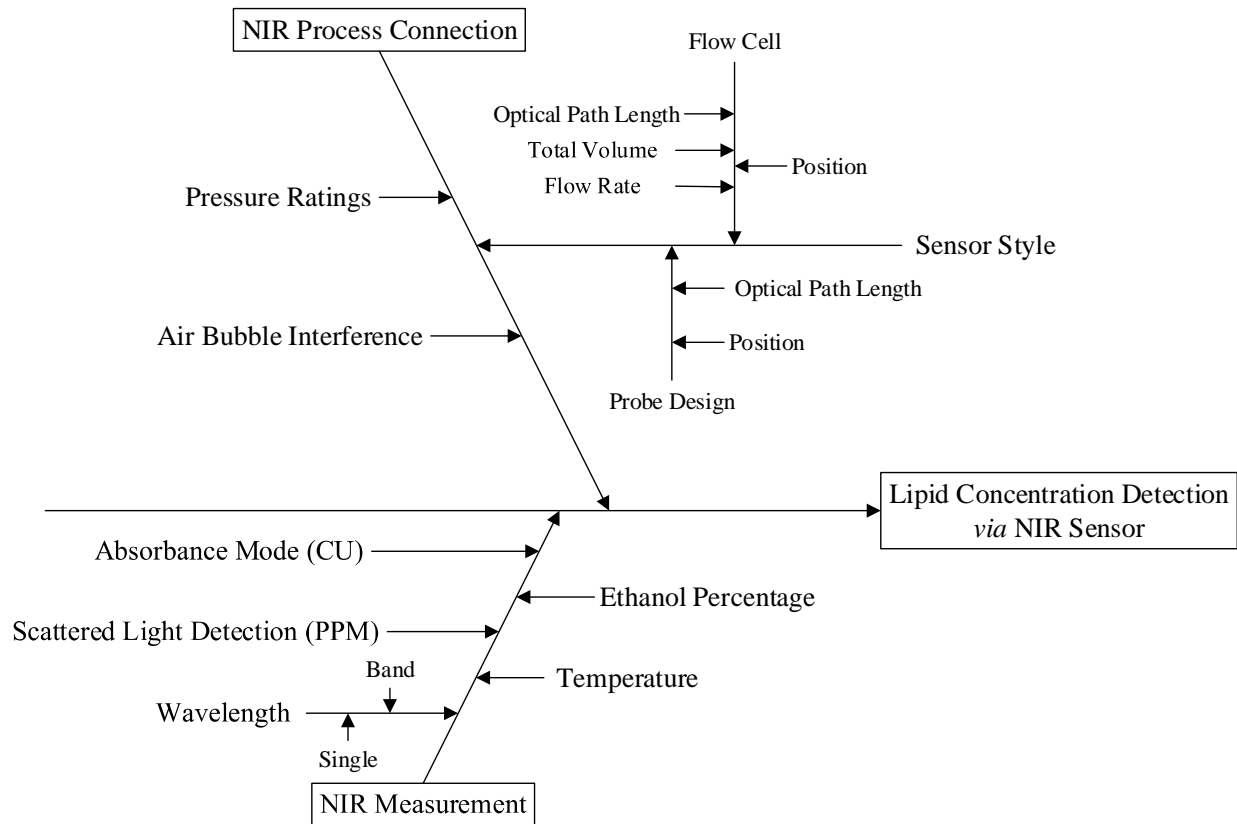 NIR Process Connection
Flow Cell
Optical Path Length
Total Volume
Position
Flow Rate
Pressure Ratings
Sensor Style
Optical Path Length
Air Bubble Interference
Position
Probe Design
Lipid Concentration Detection
via NIR Sensor
Absorbance Mode (CU)
Ethanol Percentage
Scattered Light Detection (PPM)
Band
Temperature
Wavelength
Single
NIR Measurement